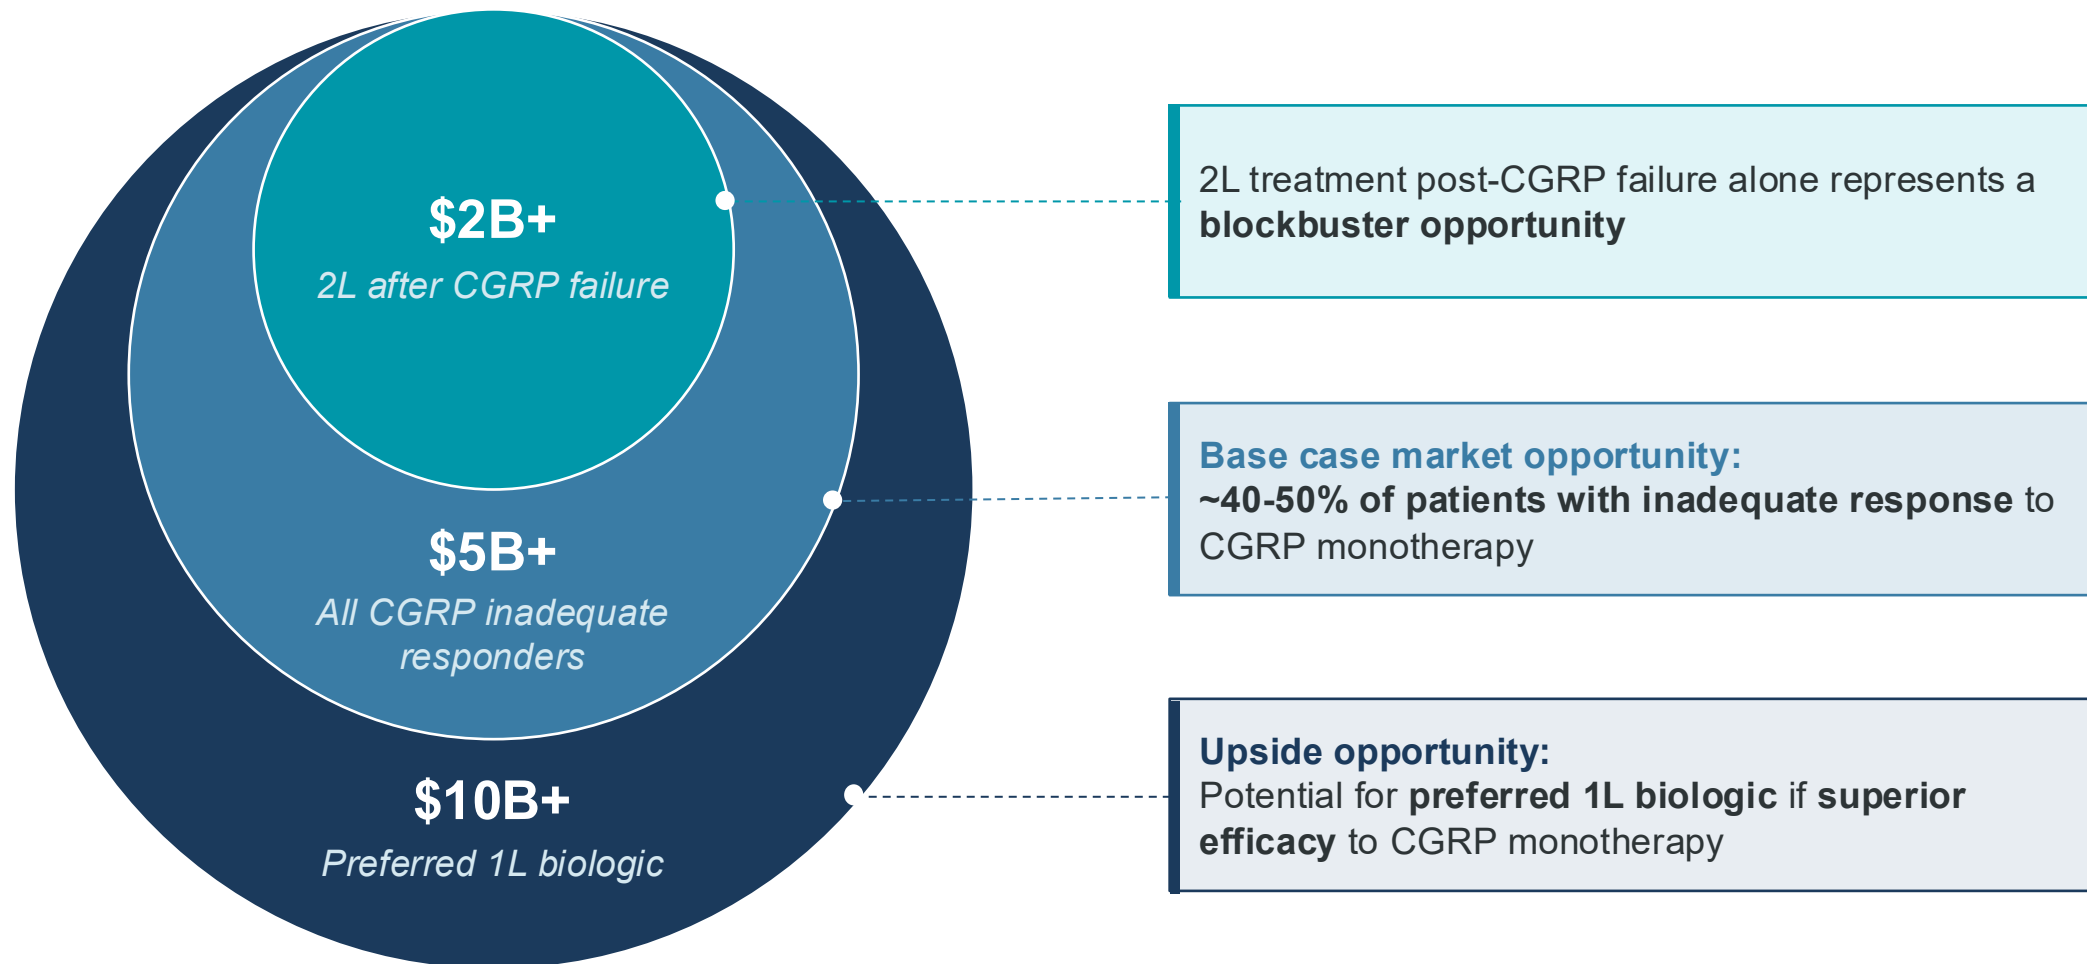 $2B+
2L after CGRP failure
$5B+
All CGRP inadequate
responders
$10B+
Preferred 1L biologic
2L treatment post-CGRP failure alone represents a
blockbuster opportunity
Base case market opportunity:
~40-50% of patients with inadequate response to
CGRP monotherapy
Upside opportunity:
Potential for preferred 1L biologic if superior
efficacy to CGRP monotherapy